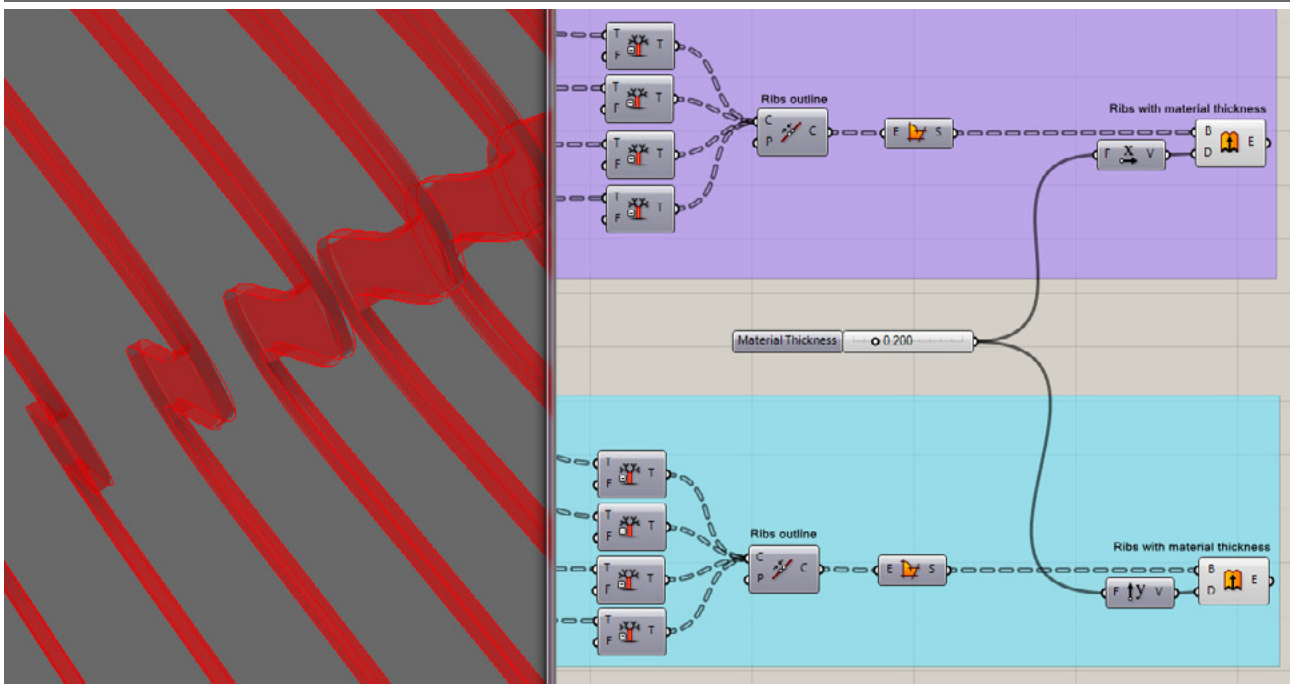 T T
F
T T
F
T T
F
T T
F
Ribs outline
C C
P
E S
Ribs with material thickness
F x V
B E
D
Material Thickness 0.200
T T
F
T T
F
T T
F
T T
F
Ribs outline
C C
P
E S
Ribs with material thickness
F y V
B E
D